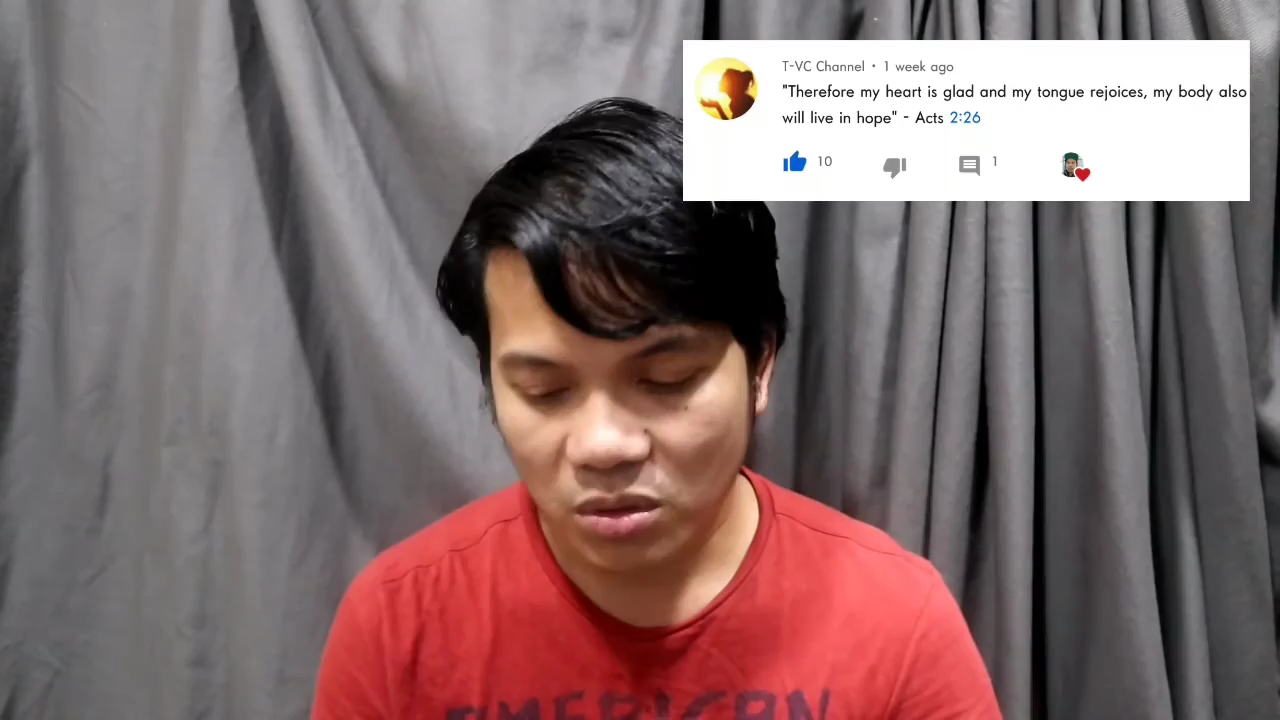 T-VC Channel • 1 week ago
"Therefore my heart is glad and my tongue rejoices, my body also
will live in hope" - Acts 2:26
10
1
AMERICAN